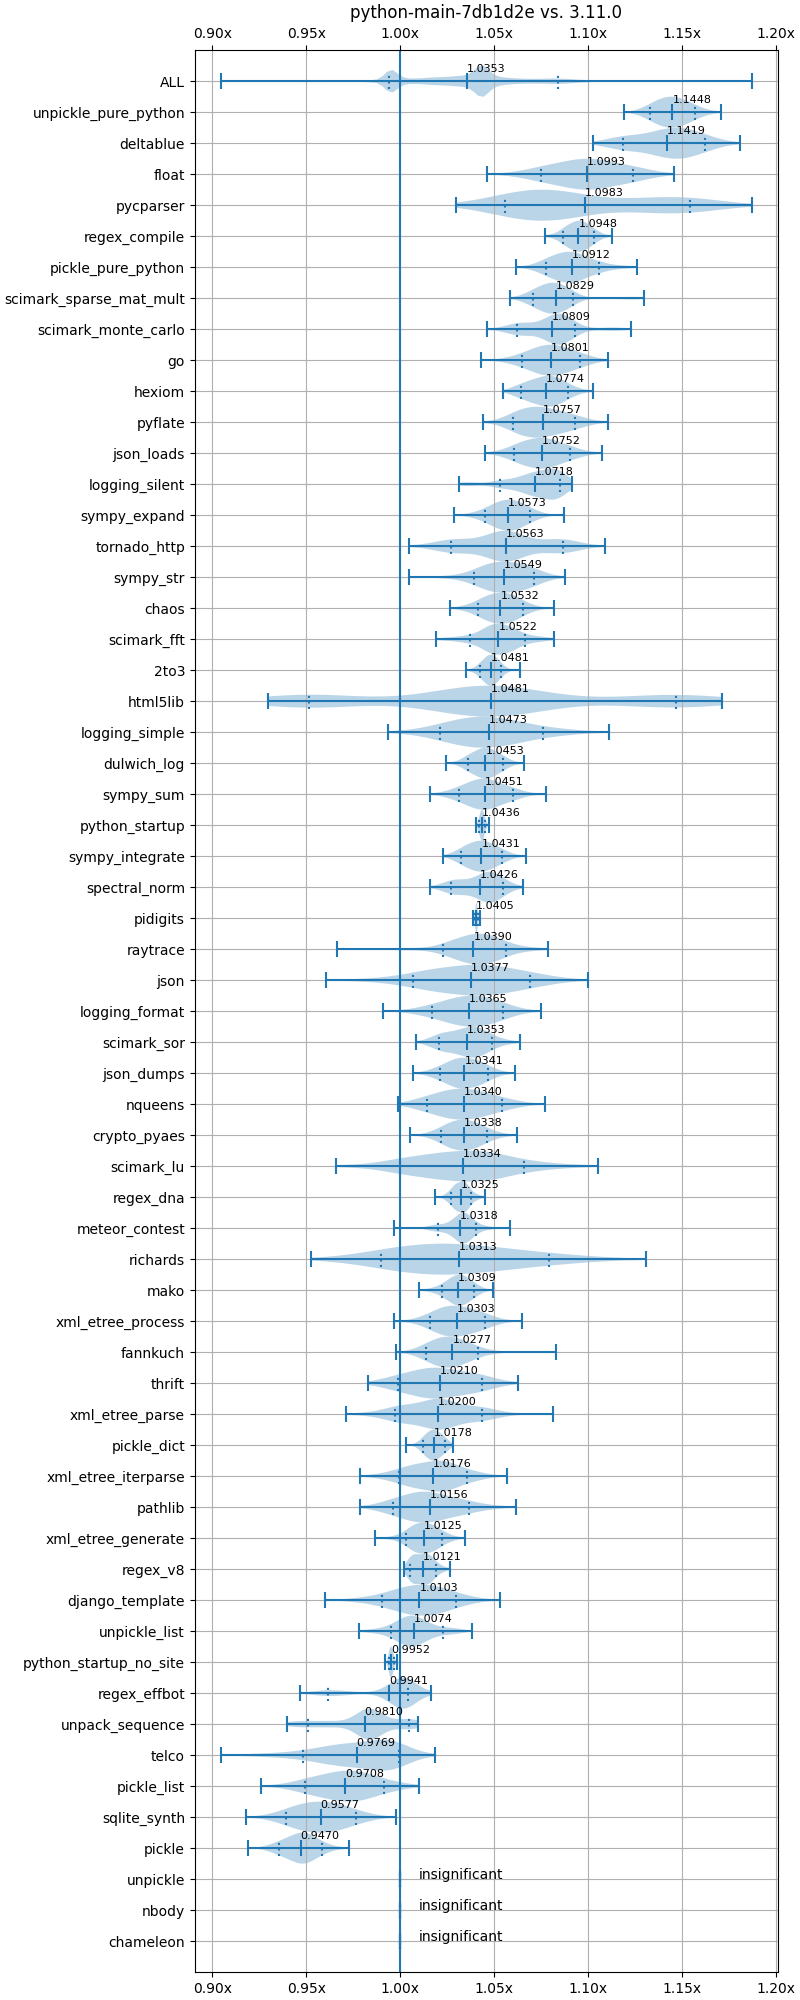 python-main-7db1d2e vs. 3.11.0
0.90x 0.95x 1.00x 1.05x 1.10x 1.15x 1.20x
ALL 1.0353
unpickle_pure_python 1.1448
deltablue 1.1419
float 1.0993
pycparser 1.0983
regex_compile 1.0948
pickle_pure_python 1.0912
scimark_sparse_mat_mult 1.0829
scimark_monte_carlo 1.0809
go 1.0801
hexiom 1.0774
pyflate 1.0757
json_loads 1.0752
logging_silent 1.0718
sympy_expand 1.0573
tornado_http 1.0563
sympy_str 1.0549
chaos 1.0532
scimark_fft 1.0522
2to3 1.0481
html5lib 1.0481
logging_simple 1.0473
dulwich_log 1.0453
sympy_sum 1.0451
python_startup 1.0436
sympy_integrate 1.0431
spectral_norm 1.0426
pidigits 1.0405
raytrace 1.0390
json 1.0377
logging_format 1.0365
scimark_sor 1.0353
json_dumps 1.0341
nqueens 1.0340
crypto_pyaes 1.0338
scimark_lu 1.0334
regex_dna 1.0325
meteor_contest 1.0318
richards 1.0313
mako 1.0309
xml_etree_process 1.0303
fannkuch 1.0277
thrift 1.0210
xml_etree_parse 1.0200
pickle_dict 1.0178
xml_etree_iterparse 1.0176
pathlib 1.0156
xml_etree_generate 1.0125
regex_v8 1.0121
django_template 1.0103
unpickle_list 1.0074
python_startup_no_site 0.9952
regex_effbot 0.9941
unpack_sequence 0.9810
telco 0.9769
pickle_list 0.9708
sqlite_synth 0.9577
pickle 0.9470
unpickle insignificant
nbody insignificant
chameleon insignificant
0.90x 0.95x 1.00x 1.05x 1.10x 1.15x 1.20x